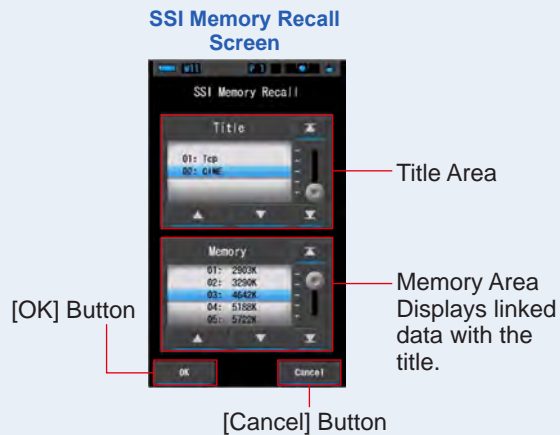 SSI Memory Recall
Screen
P 1
SSI Memory Recall
Title
01: Tcp
02: CINE
Title Area
Memory
01: 2903K
02: 3290K
03: 4642K
04: 5188K
05: 5722K
Memory Area
Displays linked
data with the
title.
[OK] Button
OK
Cancel
[Cancel] Button